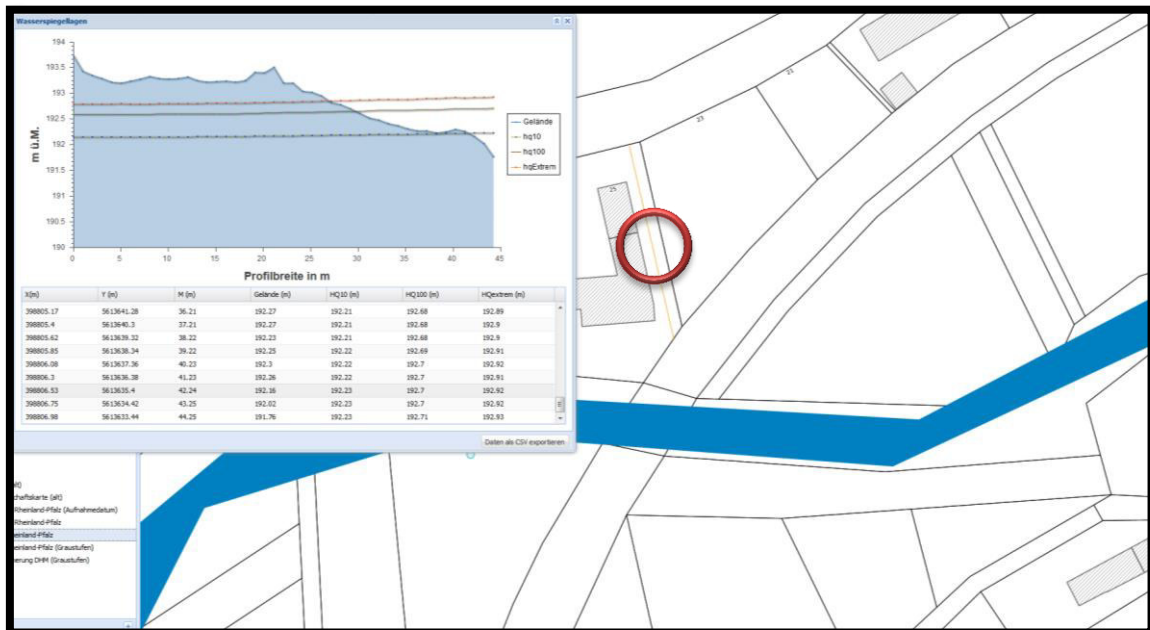 Wasserspiegellagen
194
193.5
193
192.5
192
191.5
191
190.5
190
m ü.M.
0 5 10 15 20 25 30 35 40 45
Profilbreite in m
Gelände
hq10
hq100
hqExtrem
X(m) Y (m) M (m) Gelände (m) HQ10 (m) HQ100 (m) HQextrem (m)
398805.17 5613641.28 36.21 192.27 192.21 192.68 192.89
398805.4 5613640.3 37.21 192.27 192.21 192.68 192.9
398805.62 5613639.32 38.22 192.23 192.21 192.68 192.9
398805.85 5613638.34 39.22 192.25 192.22 192.69 192.91
398806.08 5613637.36 40.23 192.3 192.22 192.7 192.92
398806.3 5613636.38 41.23 192.26 192.22 192.7 192.91
398806.53 5613635.4 42.24 192.16 192.23 192.7 192.92
398806.75 5613634.42 43.25 192.02 192.23 192.7 192.92
398806.98 5613633.44 44.25 191.76 192.23 192.71 192.93
Daten als CSV exportieren
alt)
chaftskarte (alt)
Rheinland-Pfalz (Aufnahmedatum)
Rheinland-Pfalz
einland-Pfalz
einland-Pfalz (Graustufen)
erung DHM (Graustufen)
21
23
25